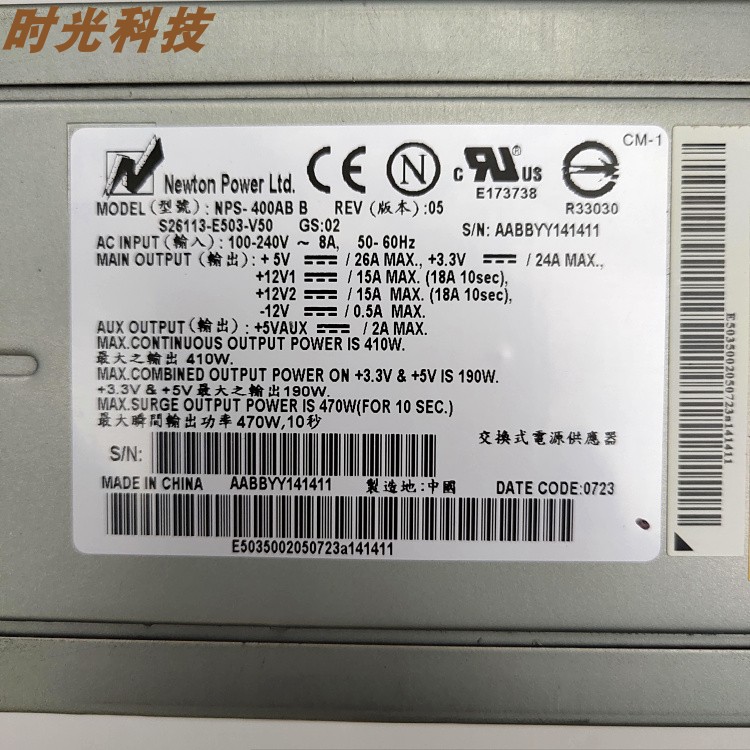 时光科技
CM-1
Newton Power Ltd.
CE
N
c UR ® US
E173738
R33030
MODEL (型號) : NPS-400AB B REV (版本) :05
S26113-E503-V50 GS:02
S/N: AABBYY141411
AC INPUT (輸入) : 100-240V ~ 8A, 50-60Hz
MAIN OUTPUT (輸出) : +5V ⎓ / 26A MAX., +3.3V ⎓ / 24A MAX.,
+12V1 ⎓ / 15A MAX. (18A 10sec),
+12V2 ⎓ / 15A MAX. (18A 10sec),
-12V ⎓ / 0.5A MAX.
AUX OUTPUT (輸出) : +5VAUX ⎓ / 2A MAX.
MAX.CONTINUOUS OUTPUT POWER IS 410W.
最大之輸出 410W.
MAX.COMBINED OUTPUT POWER ON +3.3V & +5V IS 190W.
+3.3V & +5V 最大之輸出190W.
MAX.SURGE OUTPUT POWER IS 470W(FOR 10 SEC.)
最大瞬間輸出功率 470W,10秒
交換式電源供應器
S/N:
MADE IN CHINA AABBYY141411 製造地:中國 DATE CODE:0723
E5035002050723a141411
E5035002050723a141411